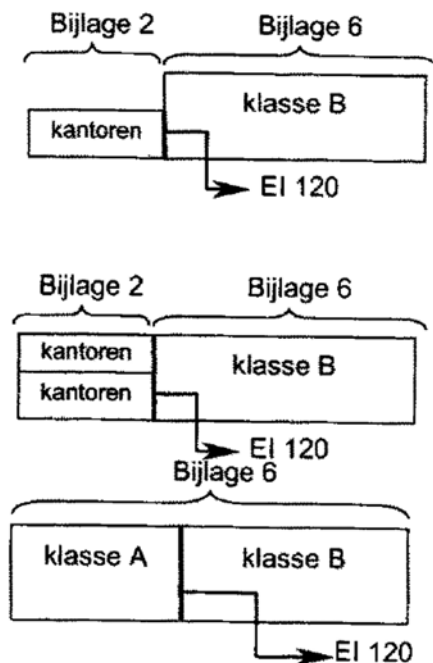 Bijlage 2 Bijlage 6
klasse B
kantoren
EI 120
Bijlage 2 Bijlage 6
kantoren
klasse B
kantoren
EI 120
Bijlage 6
klasse A klasse B
EI 120